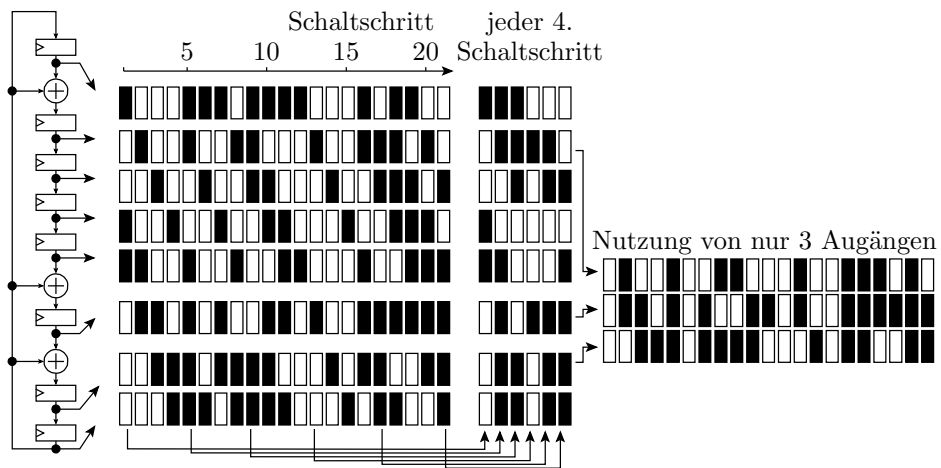 Schaltschritt
5 10 15 20
jeder 4.
Schaltschritt
Nutzung von nur 3 Augängen